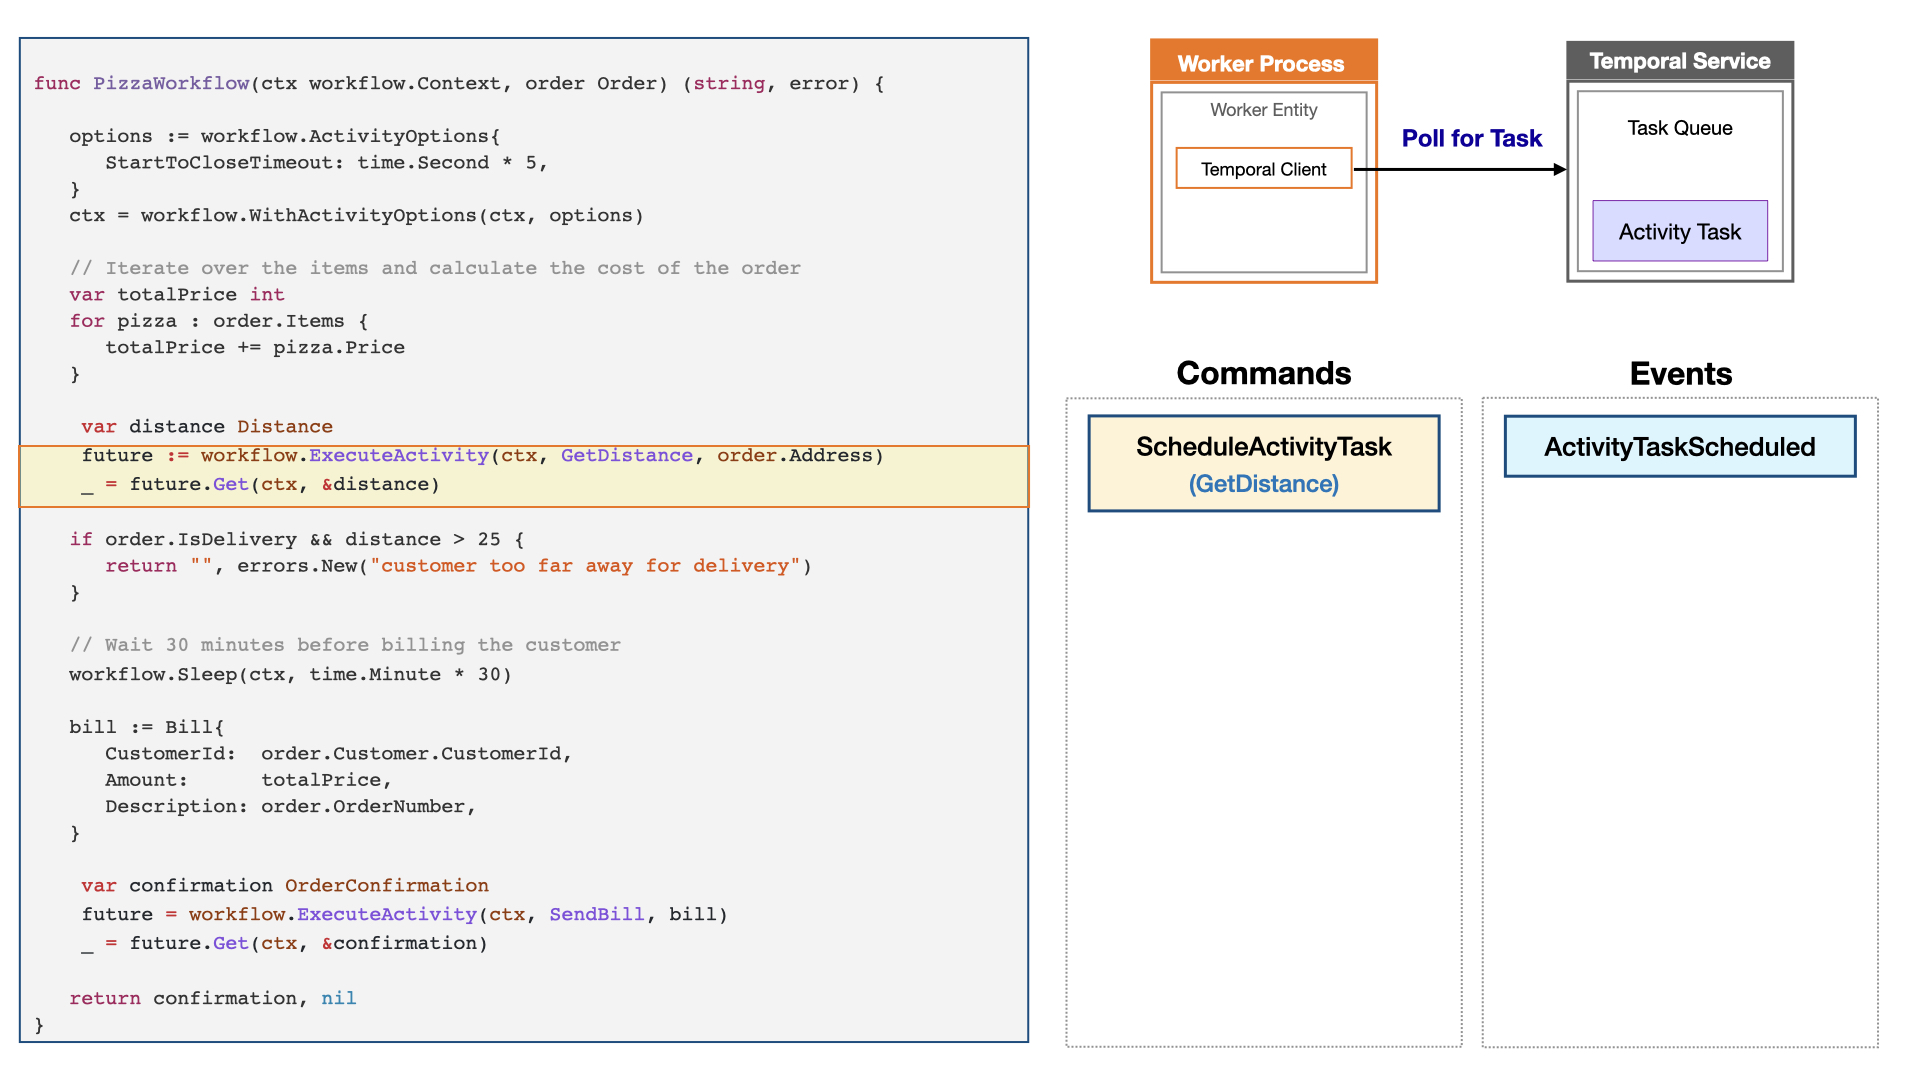 func PizzaWorkflow(ctx workflow.Context, order Order) (string, error) {
options := workflow.ActivityOptions{
StartToCloseTimeout: time.Second * 5,
}
ctx = workflow.WithActivityOptions(ctx, options)
// Iterate over the items and calculate the cost of the order
var totalPrice int
for pizza : order.Items {
totalPrice += pizza.Price
}
var distance Distance
future := workflow.ExecuteActivity(ctx, GetDistance, order.Address)
_ = future.Get(ctx, &distance)
if order.IsDelivery && distance > 25 {
return "", errors.New("customer too far away for delivery")
}
// Wait 30 minutes before billing the customer
workflow.Sleep(ctx, time.Minute * 30)
bill := Bill{
CustomerId: order.Customer.CustomerId,
Amount: totalPrice,
Description: order.OrderNumber,
}
var confirmation OrderConfirmation
future = workflow.ExecuteActivity(ctx, SendBill, bill)
_ = future.Get(ctx, &confirmation)
return confirmation, nil
}
Worker Process
Worker Entity
Temporal Client
Poll for Task
Temporal Service
Task Queue
Activity Task
Commands
ScheduleActivityTask
(GetDistance)
Events
ActivityTaskScheduled